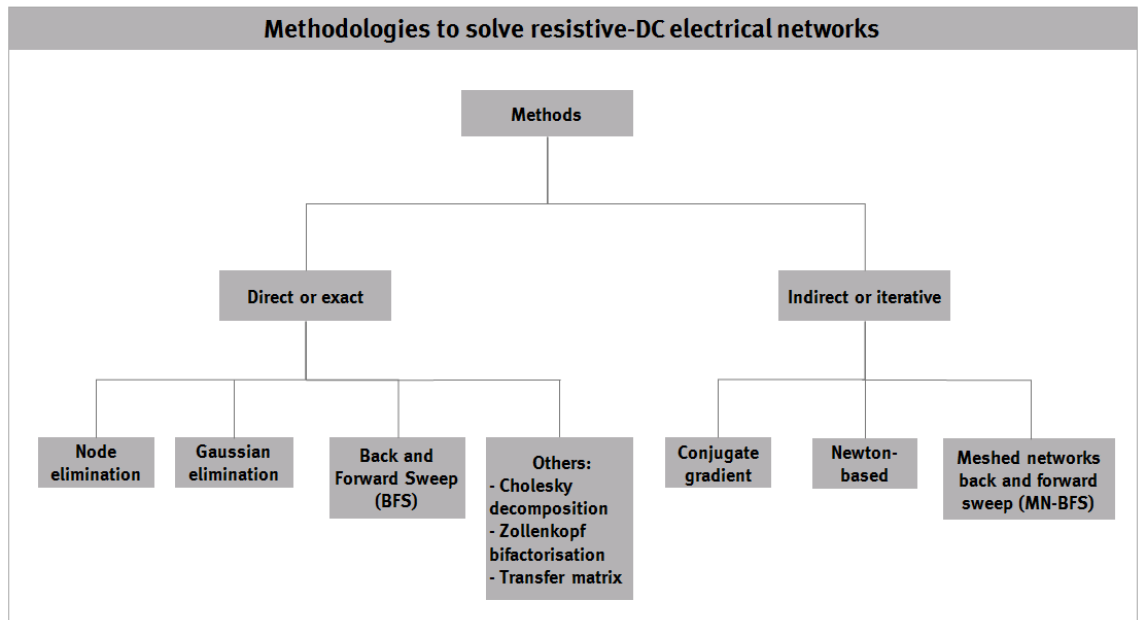 Methodologies to solve resistive-DC electrical networks
Methods
Direct or exact
Indirect or iterative
Node
elimination
Gaussian
elimination
Back and
Forward Sweep
(BFS)
Others:
- Cholesky
decomposition
- Zollenkopf
bifactorisation
- Transfer matrix
Conjugate
gradient
Newton-
based
Meshed networks
back and forward
sweep (MN-BFS)